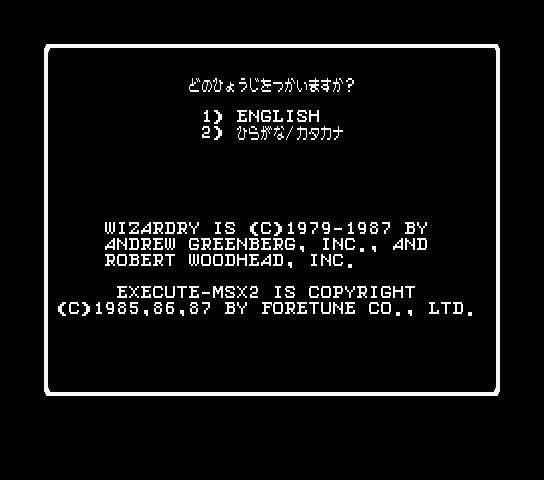 どのひょうじをつかいますか?
1) ENGLISH
2) ひらがな/カタカナ
WIZARDRY IS (C)1979-1987 BY
ANDREW GREENBERG, INC., AND
ROBERT WOODHEAD, INC.
EXECUTE-MSX2 IS COPYRIGHT
(C)1985,86,87 BY FORETUNE CO., LTD.